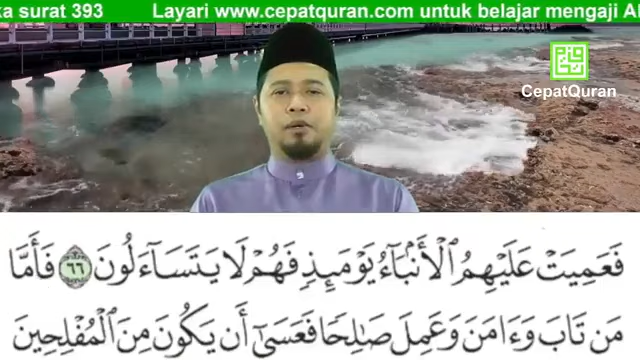 ka surat 393 Layari www.cepatquran.com untuk belajar mengaji Al
CepatQuran
فَعَمِيَتْ عَلَيْهِمُ ٱلْأَنۢبَآءُ يَوْمَئِذٍ فَهُمْ لَا يَتَسَآءَلُونَ ٦٦ فَأَمَّا
مَن تَابَ وَءَامَنَ وَعَمِلَ صَٰلِحًا فَعَسَىٰٓ أَن يَكُونَ مِنَ ٱلْمُفْلِحِينَ